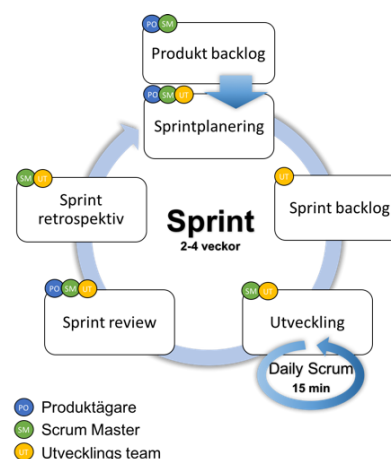 PO SM
Produkt backlog
PO SM UT
Sprintplanering
UT
Sprint backlog
SM UT
Sprint
retrospektiv
Sprint
2-4 veckor
PO SM UT
Sprint review
SM UT
Utveckling
Daily Scrum
15 min
PO Produktägare
SM Scrum Master
UT Utvecklings team